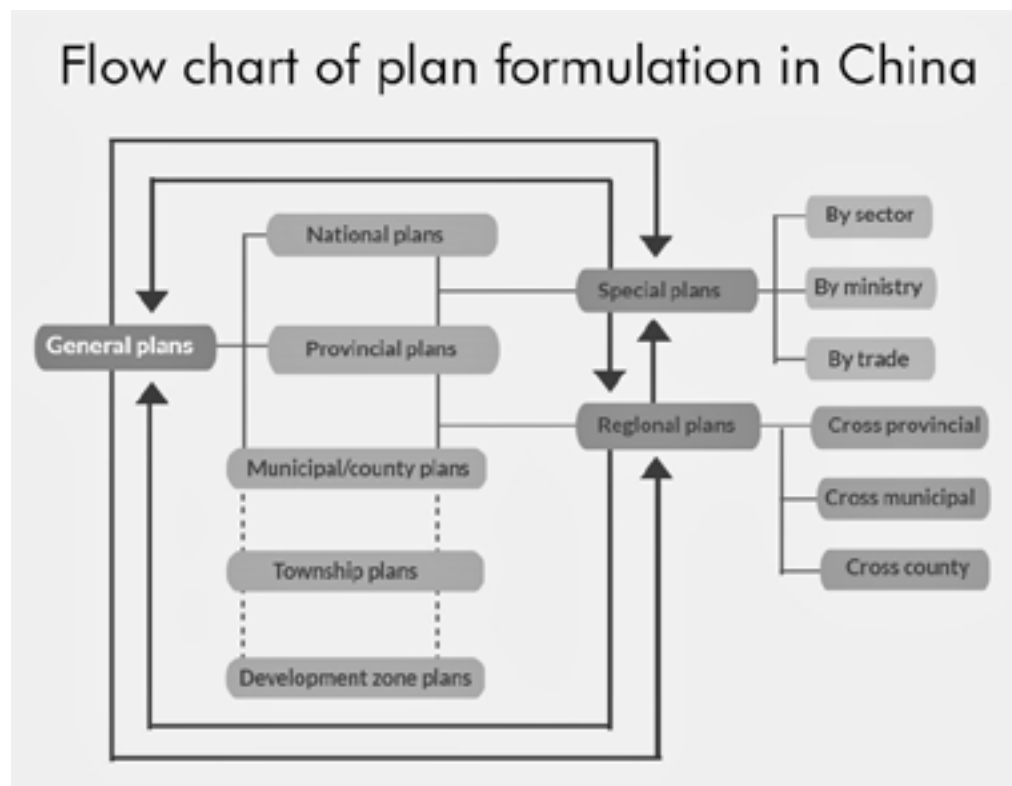 Flow chart of plan formulation in China
General plans
National plans
Provincial plans
Municipal/county plans
Township plans
Development zone plans
Special plans
Regional plans
By sector
By ministry
By trade
Cross provincial
Cross municipal
Cross county